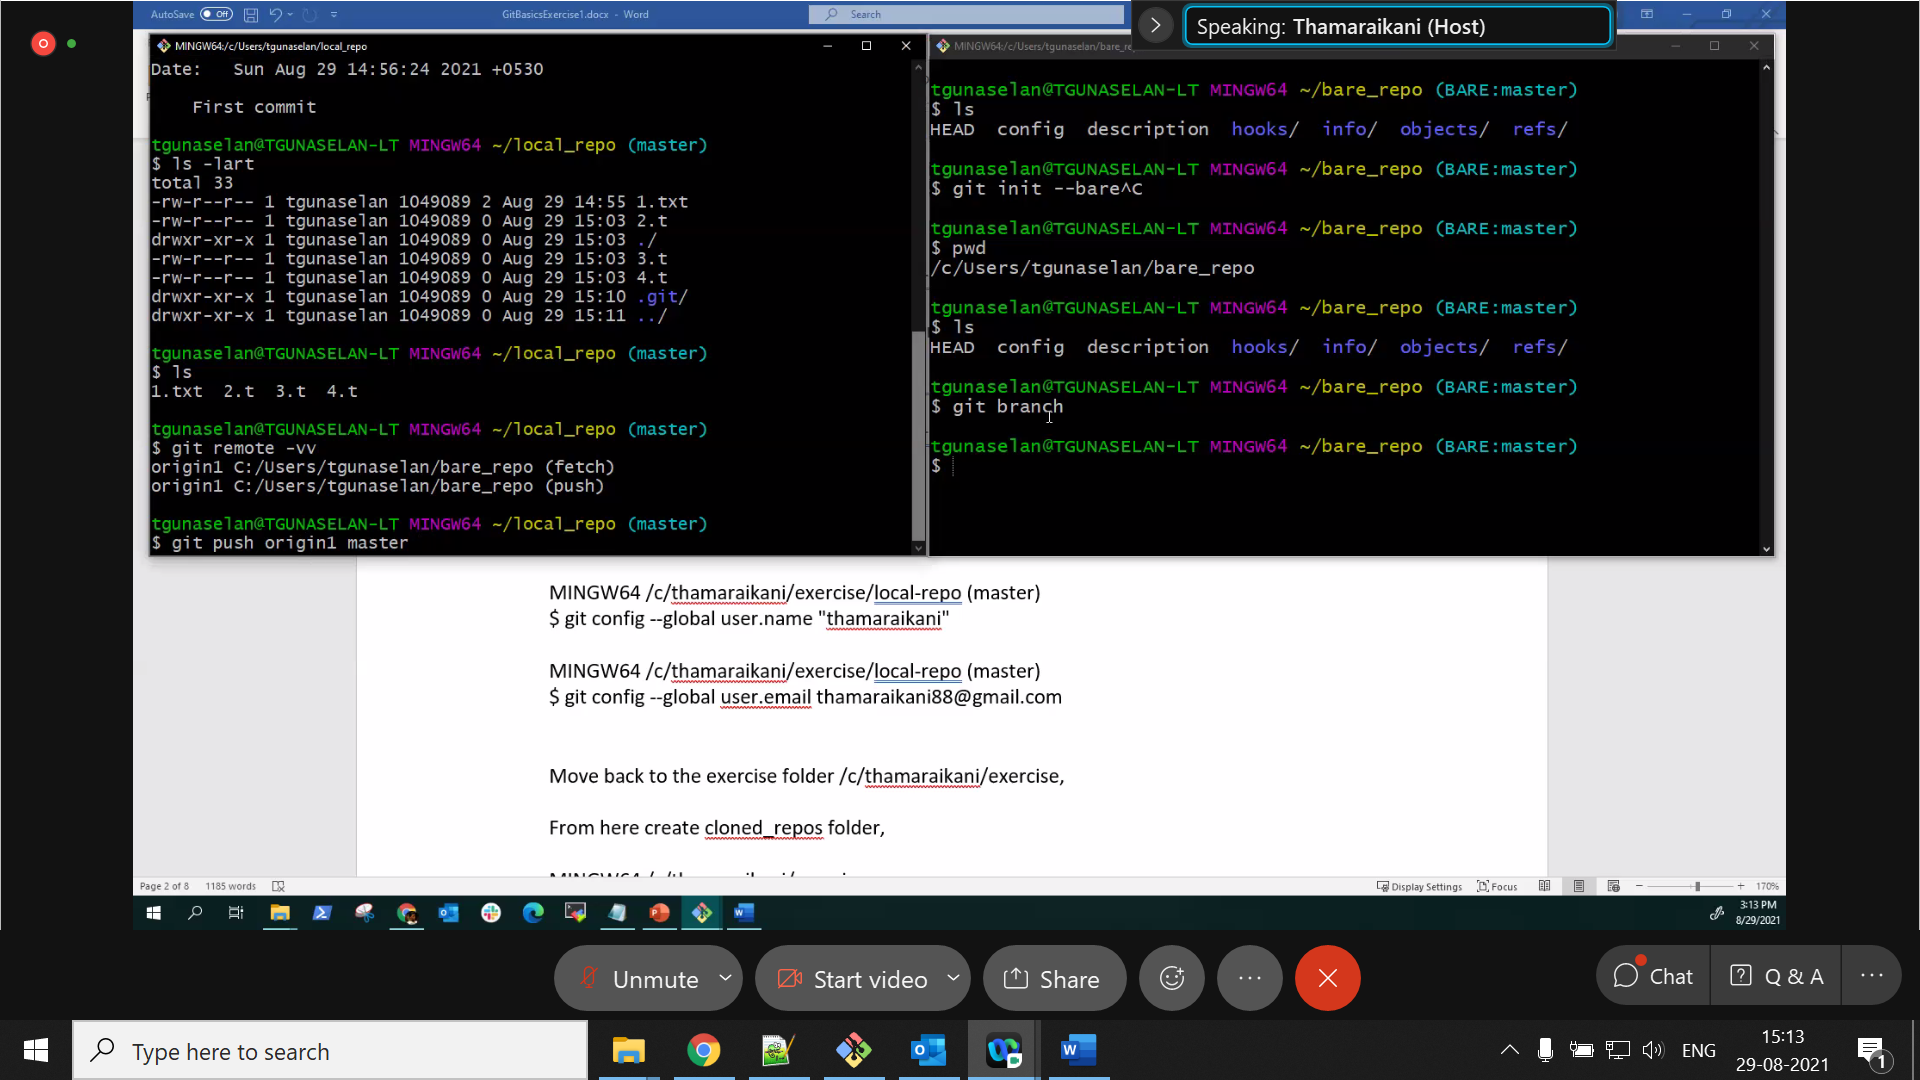 AutoSave Off GitBasicsExercise1.docx - Word Search
Speaking: Thamaraikani (Host)
MINGW64:/c/Users/tgunaselan/local_repo
Date:   Sun Aug 29 14:56:24 2021 +0530
First commit
tgunaselan@TGUNASELAN-LT MINGW64 ~/local_repo (master)
$ ls -lart
total 33
-rw-r--r-- 1 tgunaselan 1049089 2 Aug 29 14:55 1.txt
-rw-r--r-- 1 tgunaselan 1049089 0 Aug 29 15:03 2.t
drwxr-xr-x 1 tgunaselan 1049089 0 Aug 29 15:03 ./
-rw-r--r-- 1 tgunaselan 1049089 0 Aug 29 15:03 3.t
-rw-r--r-- 1 tgunaselan 1049089 0 Aug 29 15:03 4.t
drwxr-xr-x 1 tgunaselan 1049089 0 Aug 29 15:10 .git/
drwxr-xr-x 1 tgunaselan 1049089 0 Aug 29 15:11 ../
tgunaselan@TGUNASELAN-LT MINGW64 ~/local_repo (master)
$ ls
1.txt  2.t  3.t  4.t
tgunaselan@TGUNASELAN-LT MINGW64 ~/local_repo (master)
$ git remote -vv
origin1 C:/Users/tgunaselan/bare_repo (fetch)
origin1 C:/Users/tgunaselan/bare_repo (push)
tgunaselan@TGUNASELAN-LT MINGW64 ~/local_repo (master)
$ git push origin1 master
MINGW64:/c/Users/tgunaselan/bare_re
tgunaselan@TGUNASELAN-LT MINGW64 ~/bare_repo (BARE:master)
$ ls
HEAD  config  description  hooks/  info/  objects/  refs/
tgunaselan@TGUNASELAN-LT MINGW64 ~/bare_repo (BARE:master)
$ git init --bare^C
tgunaselan@TGUNASELAN-LT MINGW64 ~/bare_repo (BARE:master)
$ pwd
/c/Users/tgunaselan/bare_repo
tgunaselan@TGUNASELAN-LT MINGW64 ~/bare_repo (BARE:master)
$ ls
HEAD  config  description  hooks/  info/  objects/  refs/
tgunaselan@TGUNASELAN-LT MINGW64 ~/bare_repo (BARE:master)
$ git branch
tgunaselan@TGUNASELAN-LT MINGW64 ~/bare_repo (BARE:master)
$
MINGW64 /c/thamaraikani/exercise/local-repo (master)
$ git config --global user.name "thamaraikani"
MINGW64 /c/thamaraikani/exercise/local-repo (master)
$ git config --global user.email thamaraikani88@gmail.com
Move back to the exercise folder /c/thamaraikani/exercise,
From here create cloned_repos folder,
Page 2 of 8 1185 words Display Settings Focus 170%
3:13 PM
8/29/2021
Unmute Start video Share Chat Q & A
Type here to search ENG 15:13
29-08-2021
1